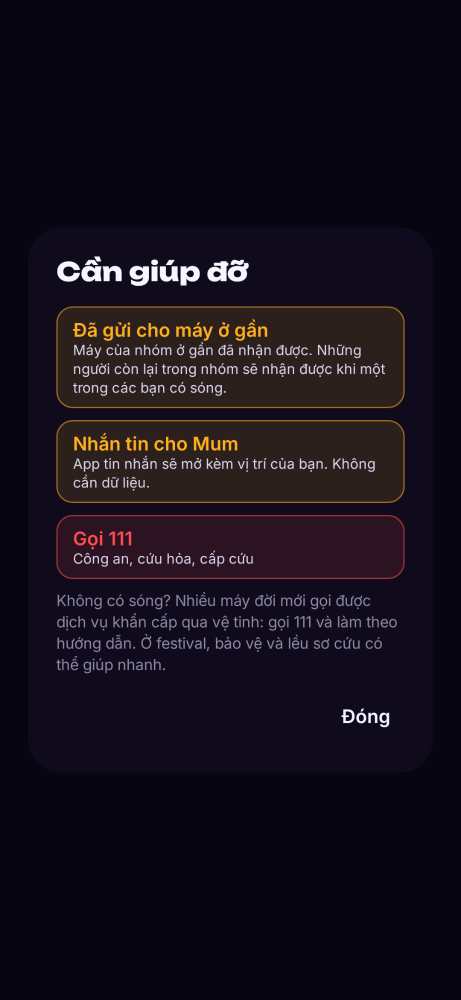 Cần giúp đỡ
Đã gửi cho máy ở gần
Máy của nhóm ở gần đã nhận được. Những
người còn lại trong nhóm sẽ nhận được khi một
trong các bạn có sóng.
Nhắn tin cho Mum
App tin nhắn sẽ mở kèm vị trí của bạn. Không
cần dữ liệu.
Gọi 111
Công an, cứu hỏa, cấp cứu
Không có sóng? Nhiều máy đời mới gọi được
dịch vụ khẩn cấp qua vệ tinh: gọi 111 và làm theo
hướng dẫn. Ở festival, bảo vệ và lều sơ cứu có
thể giúp nhanh.
Đóng